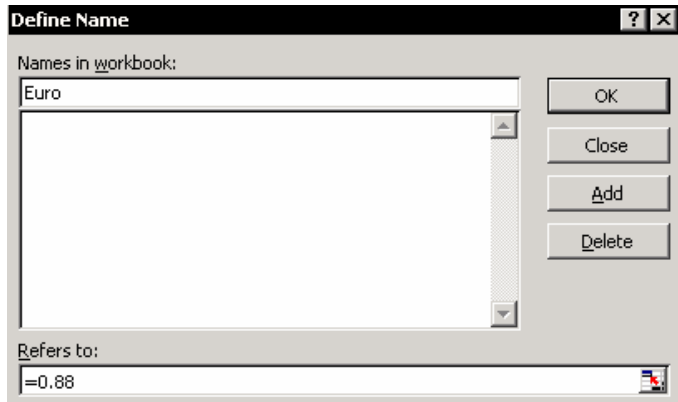 Define Name
Names in workbook:
Euro
OK
Close
Add
Delete
Refers to:
=0.88